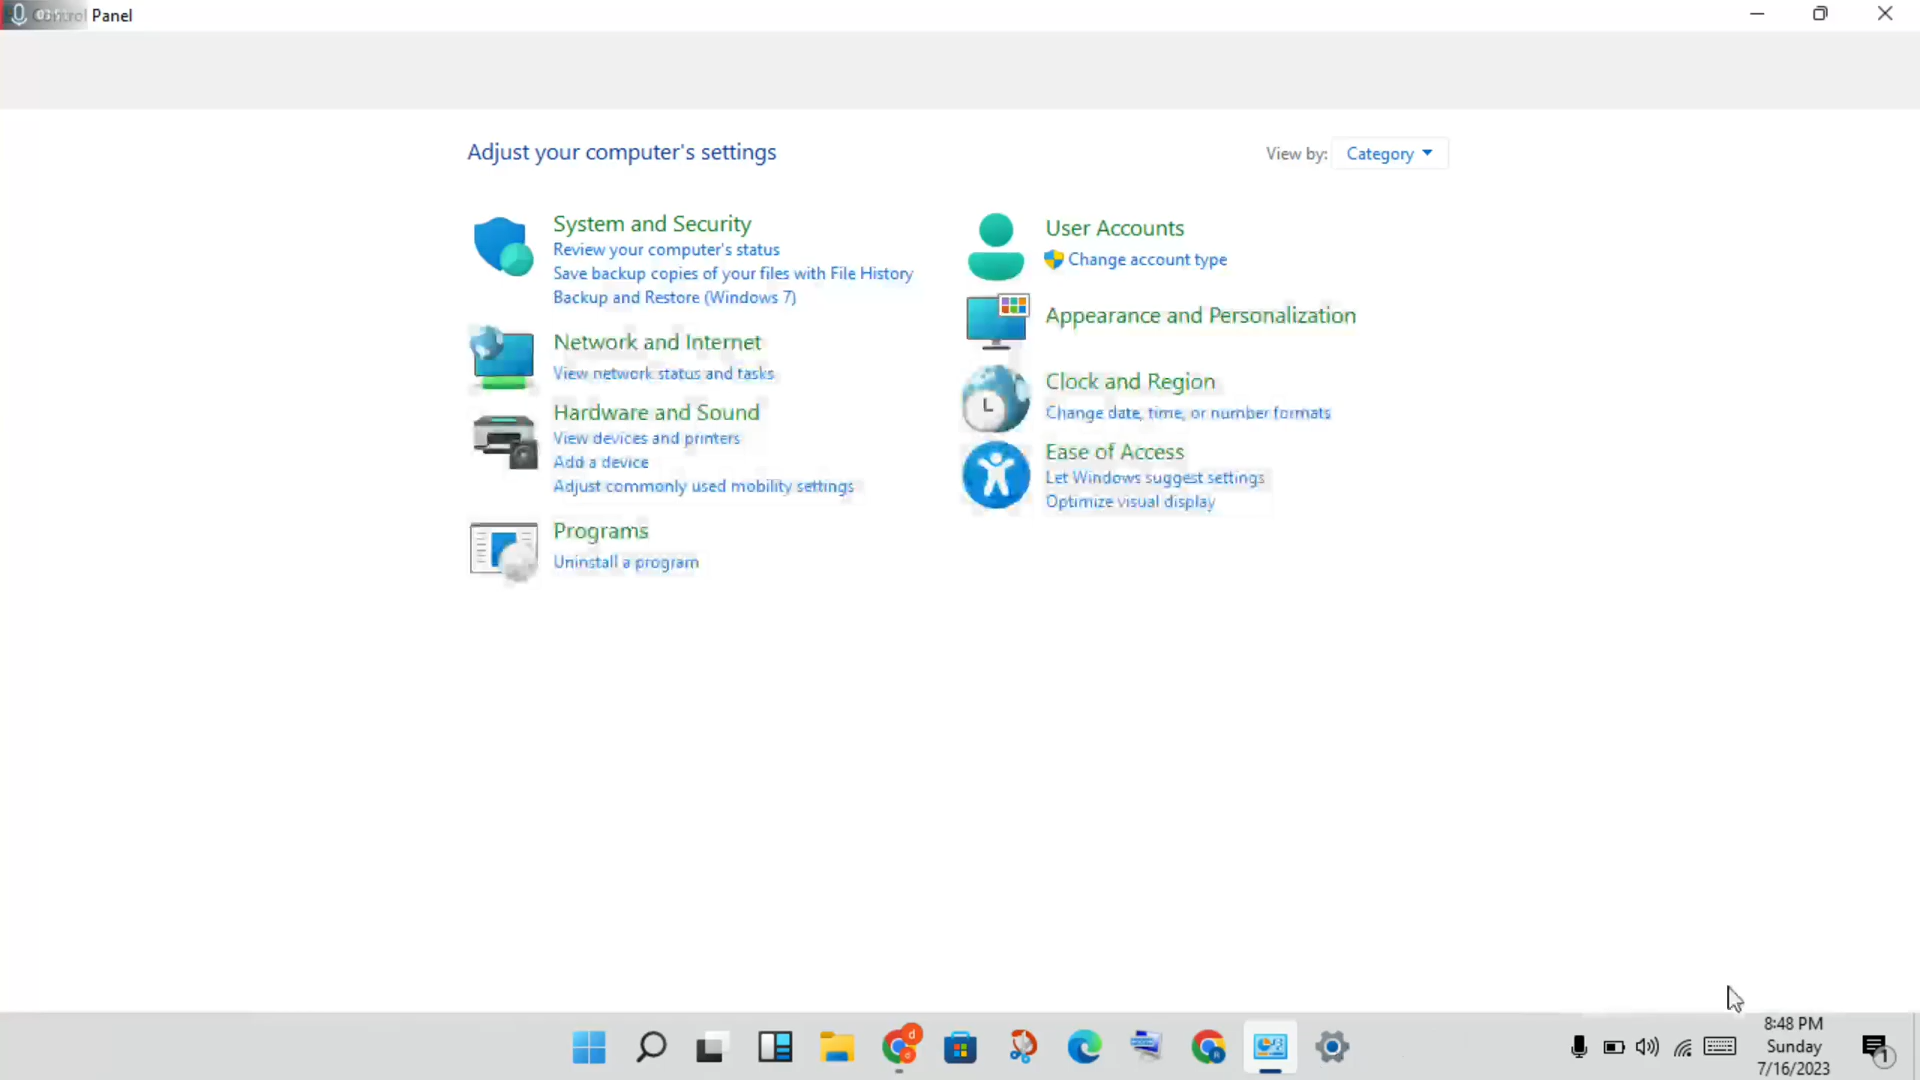 Control Panel
Adjust your computer's settings
View by: Category
System and Security
Review your computer's status
Save backup copies of your files with File History
Backup and Restore (Windows 7)
Network and Internet
View network status and tasks
Hardware and Sound
View devices and printers
Add a device
Adjust commonly used mobility settings
Programs
Uninstall a program
User Accounts
Change account type
Appearance and Personalization
Clock and Region
Change date, time, or number formats
Ease of Access
Let Windows suggest settings
Optimize visual display
8:48 PM
Sunday
7/16/2023
1